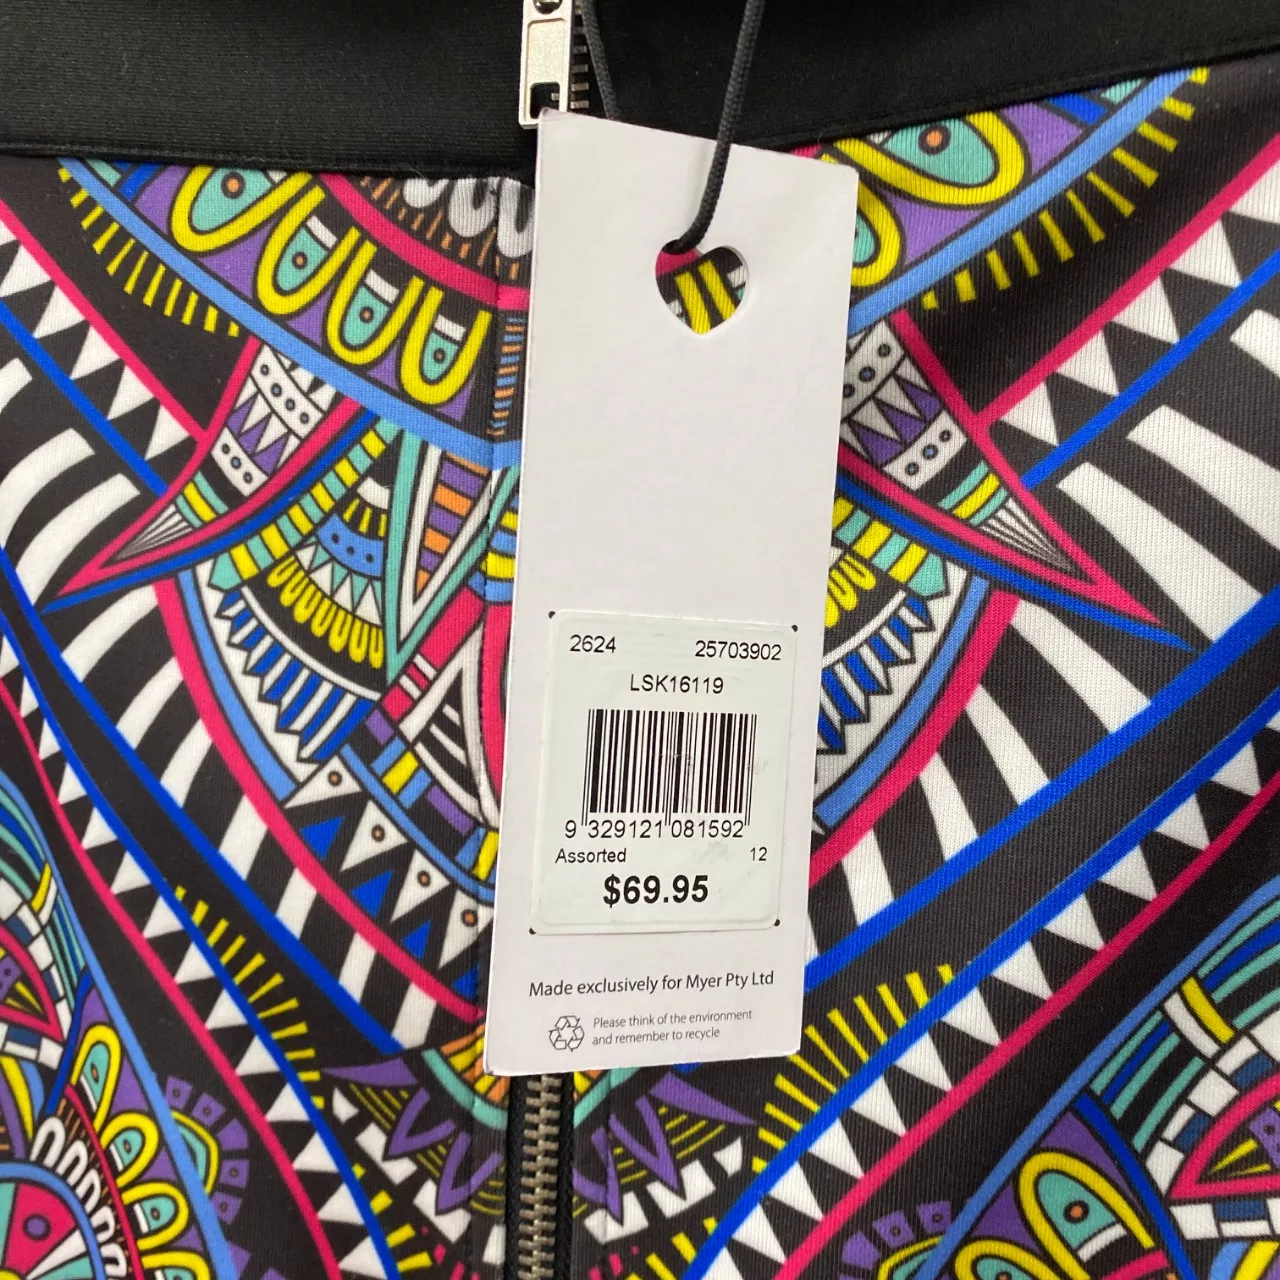 2624 25703902
LSK16119
9 329121 081592
Assorted 12
$69.95
Made exclusively for Myer Pty Ltd
Please think of the environment
and remember to recycle